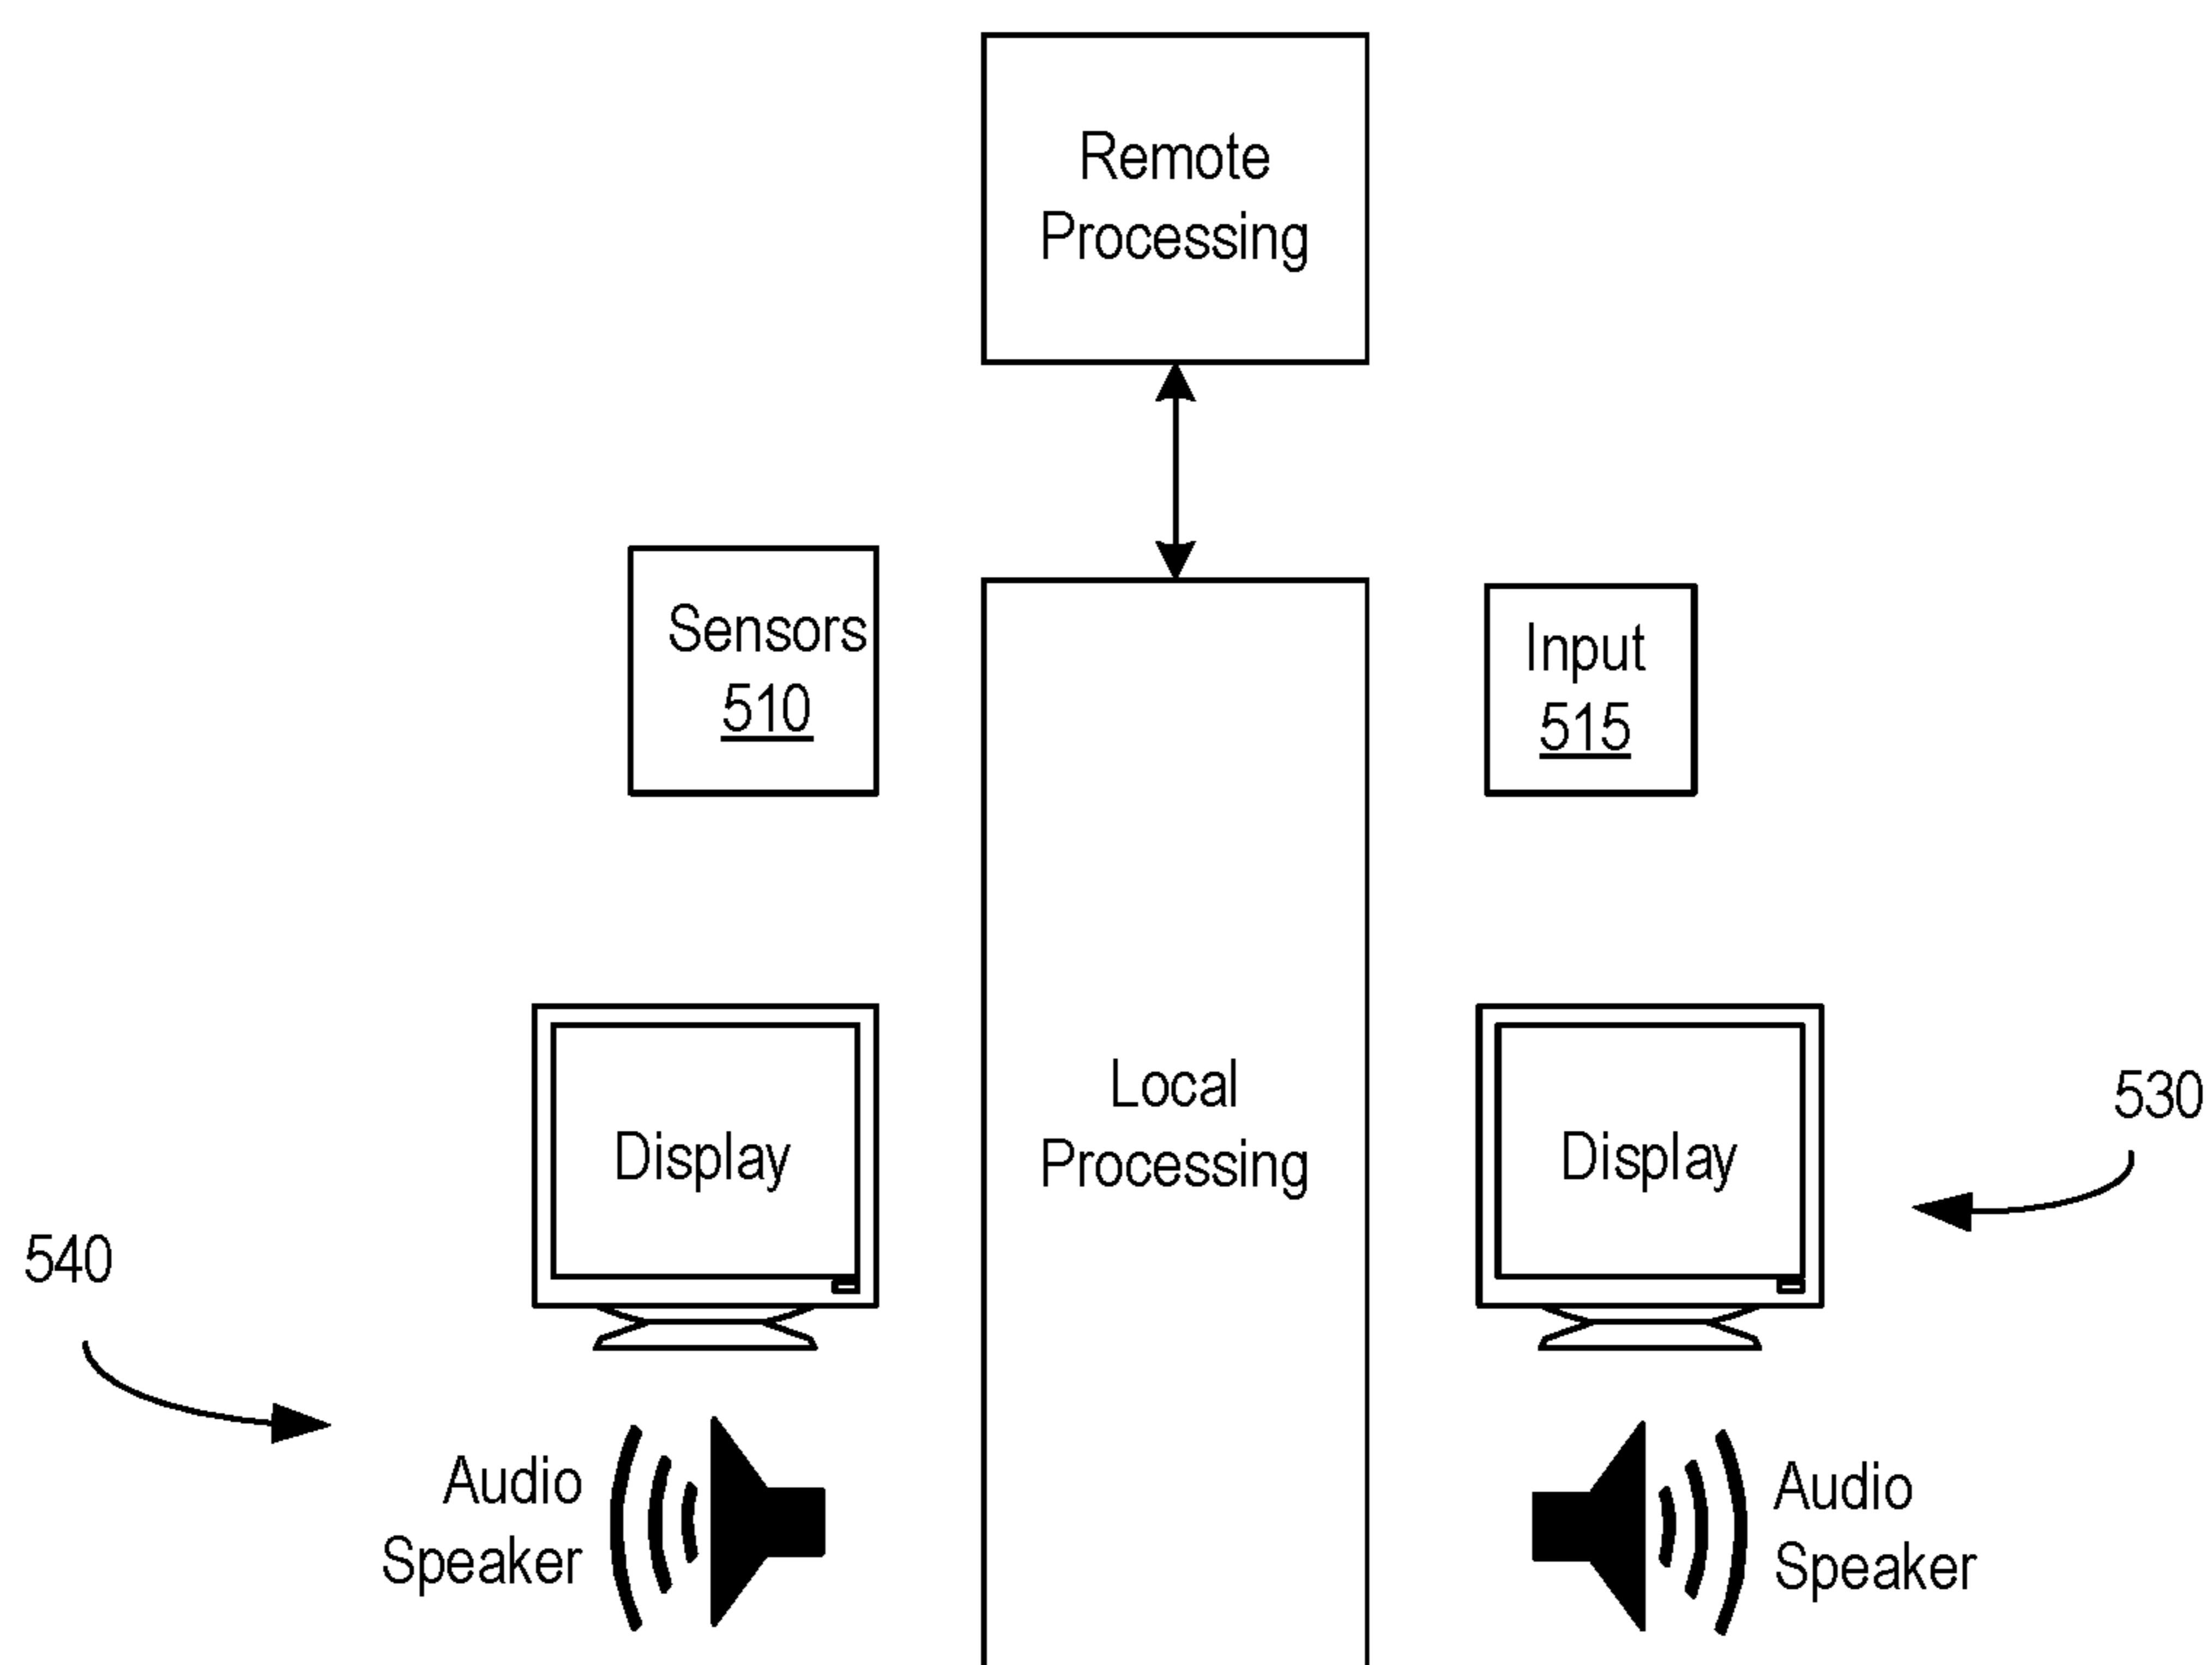 Remote
Processing
Sensors
510
Input
515
Local
Processing
Display
Display
530
540
Audio
Speaker
Audio
Speaker